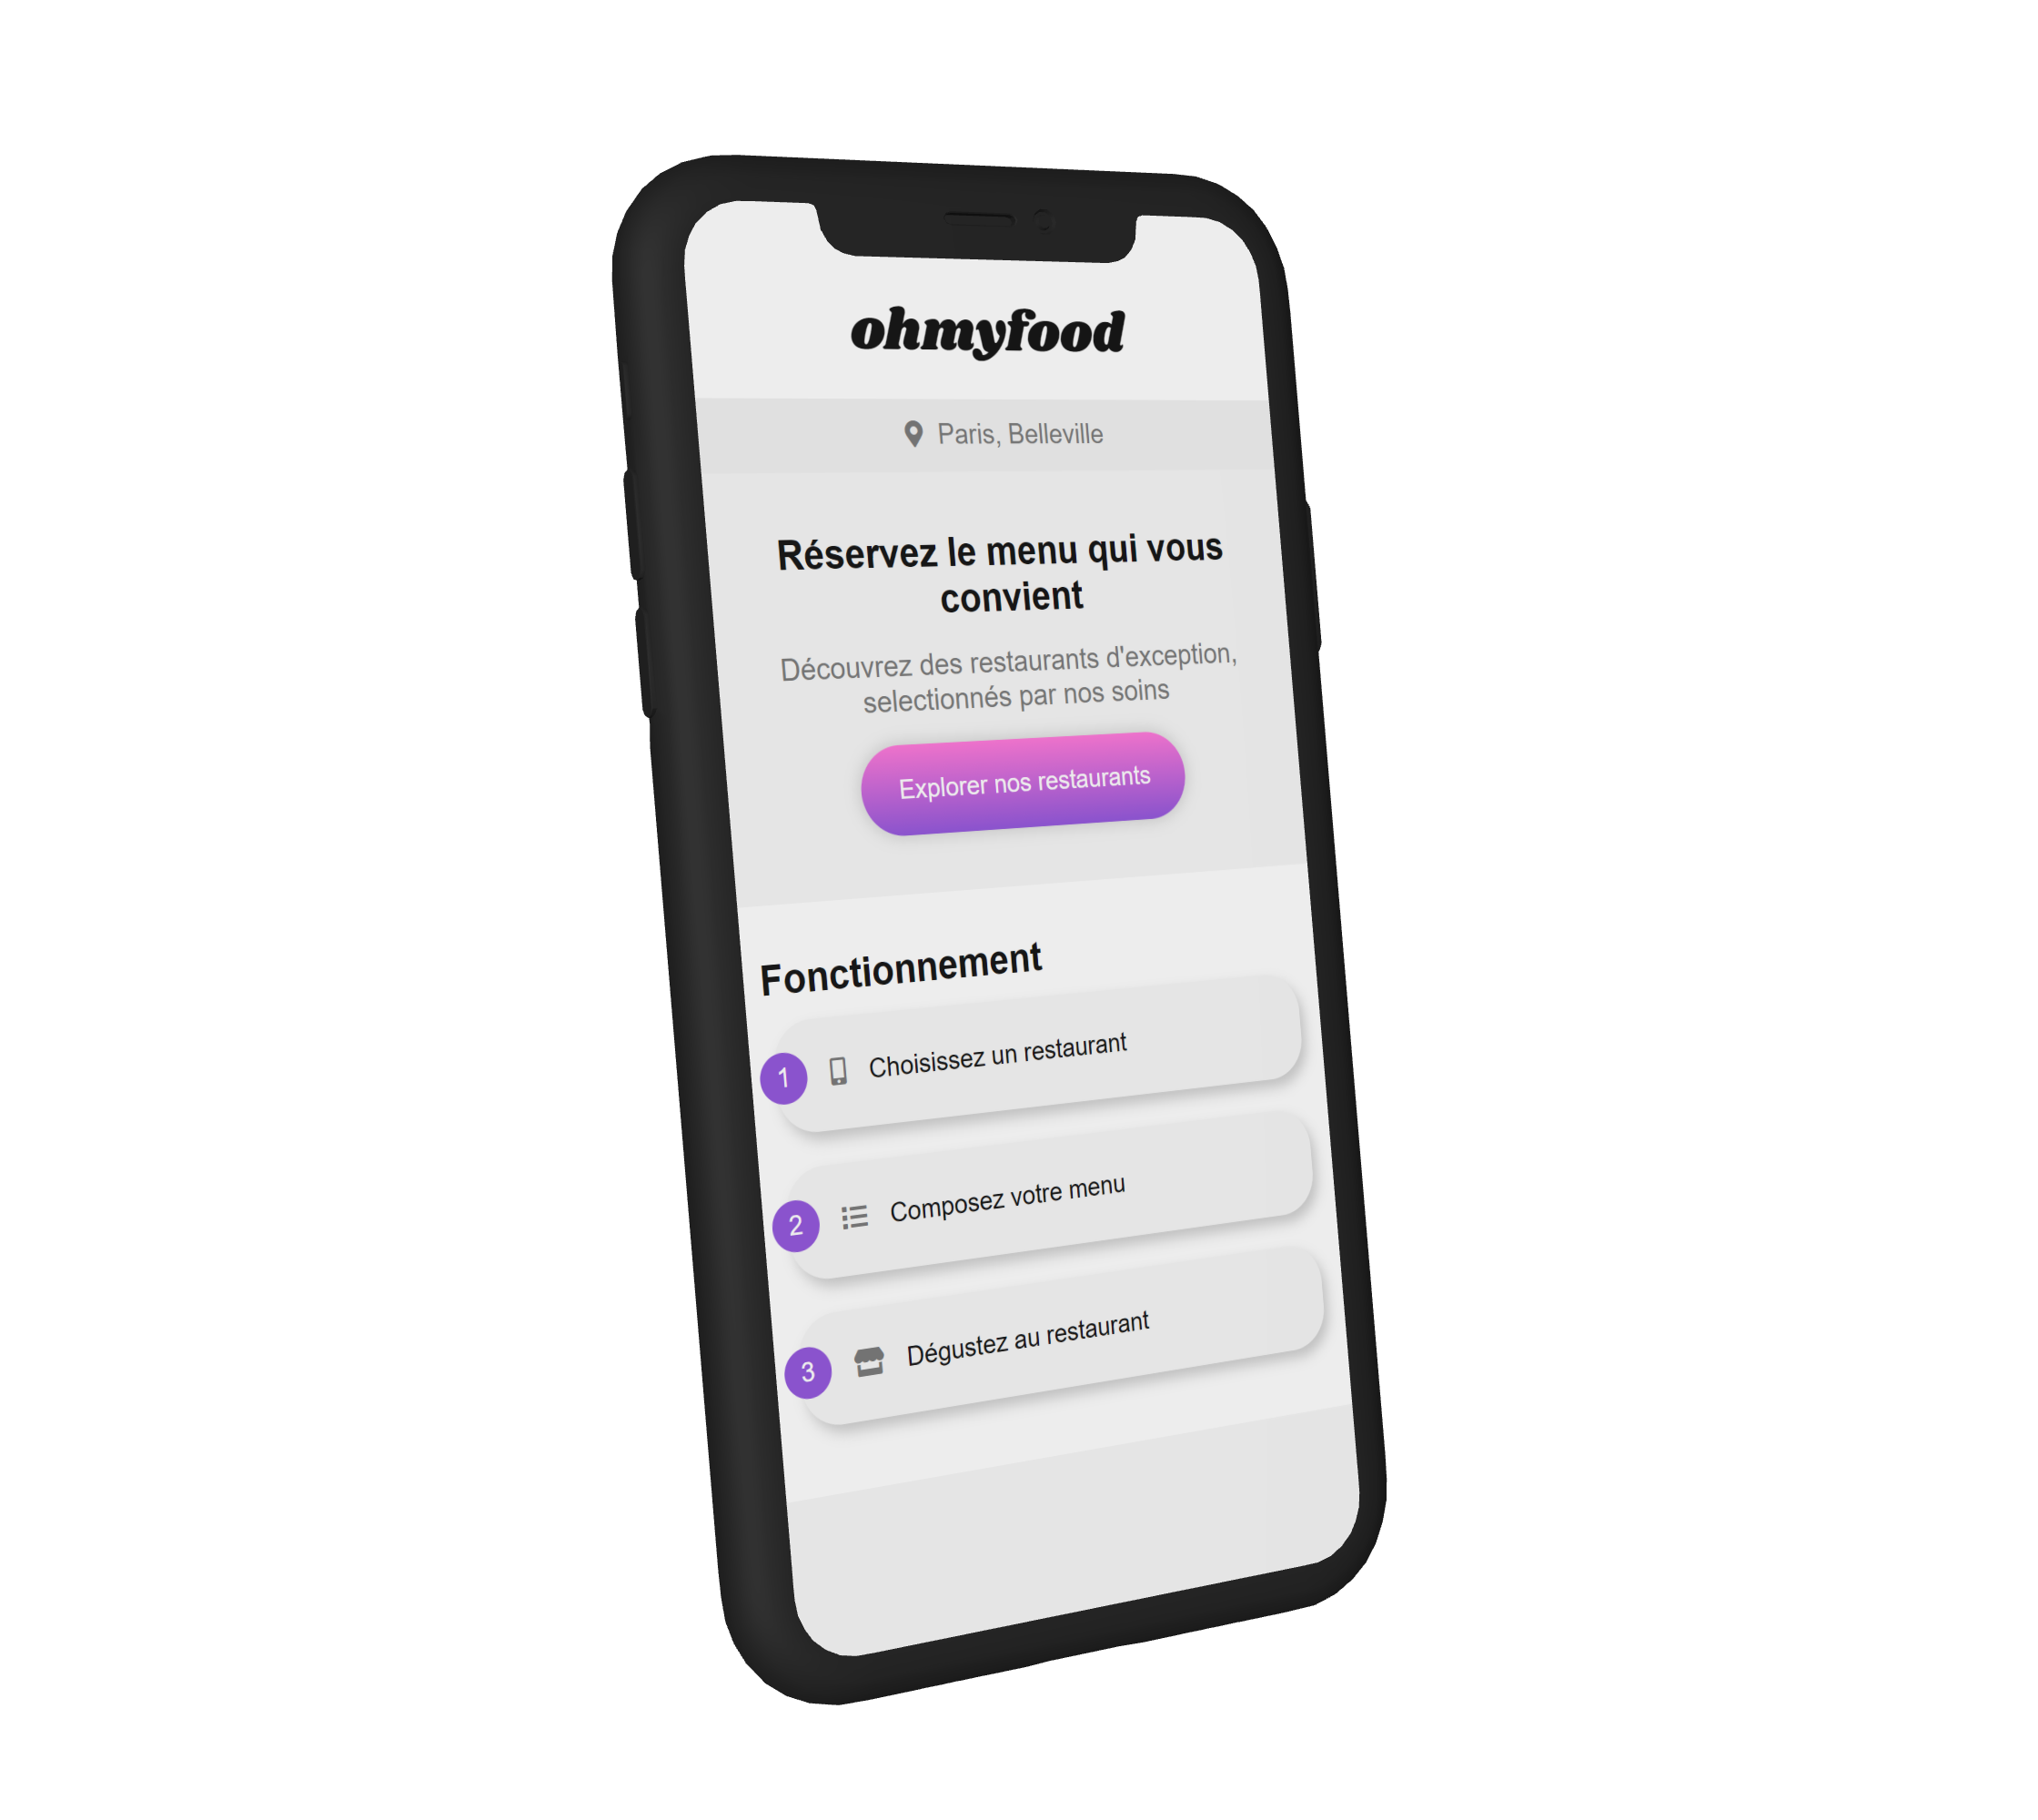 ohmyfood
Paris, Belleville
Réservez le menu qui vous
convient
Découvrez des restaurants d'exception,
selectionnés par nos soins
Explorer nos restaurants
Fonctionnement
1 Choisissez un restaurant
2 Composez votre menu
3 Dégustez au restaurant